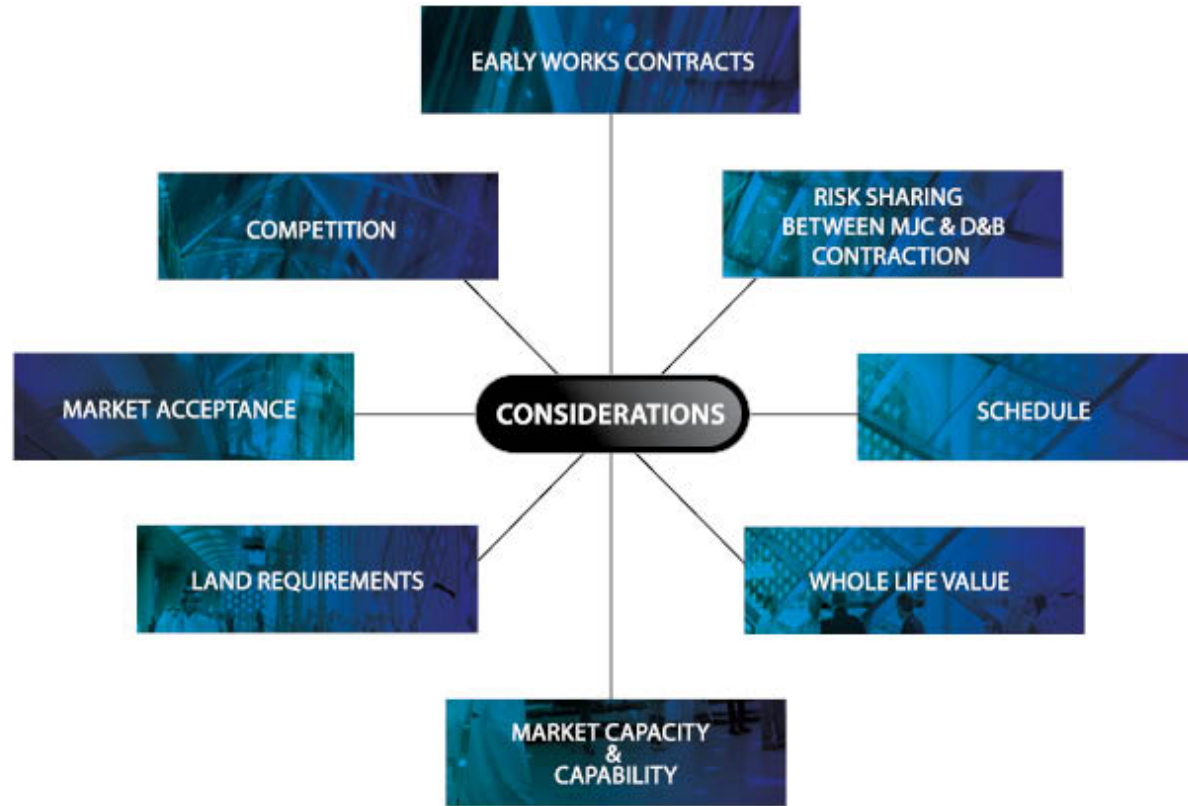 EARLY WORKS CONTRACTS
COMPETITION
RISK SHARING
BETWEEN MJC & D&B
CONTRACTION
MARKET ACCEPTANCE
CONSIDERATIONS
SCHEDULE
LAND REQUIREMENTS
WHOLE LIFE VALUE
MARKET CAPACITY
&
CAPABILITY